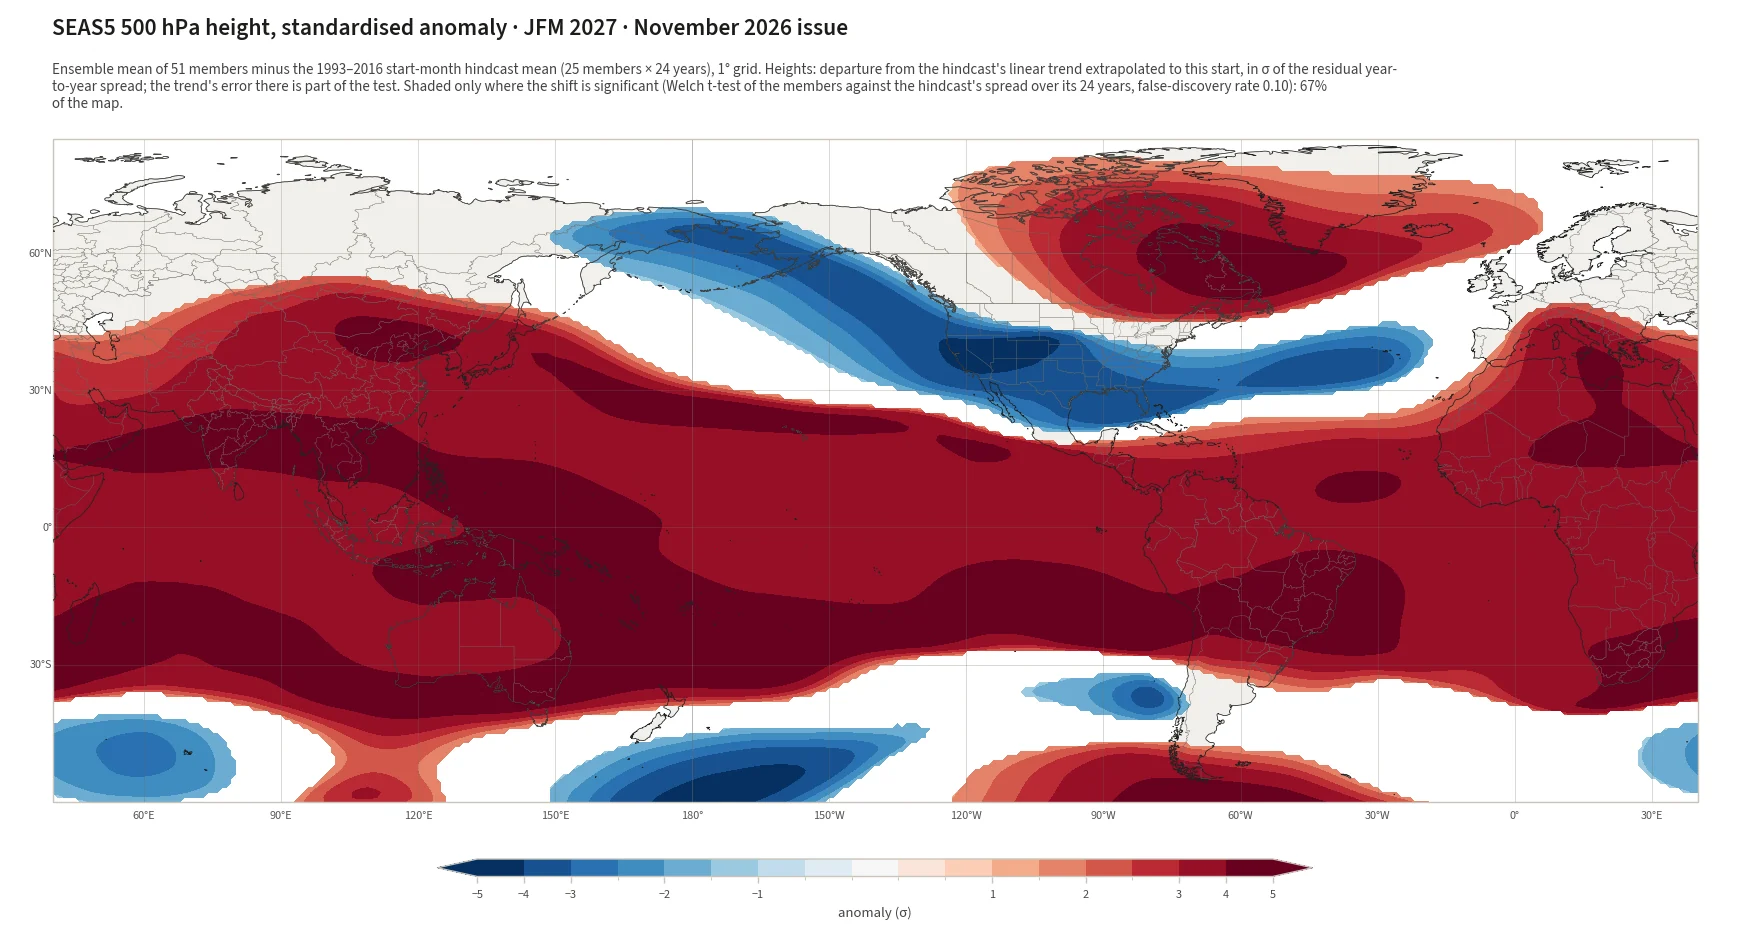 SEAS5 500 hPa height, standardised anomaly · JFM 2027 · November 2026 issue
Ensemble mean of 51 members minus the 1993–2016 start-month hindcast mean (25 members × 24 years), 1° grid. Heights: departure from the hindcast's linear trend extrapolated to this start, in σ of the residual year-
to-year spread; the trend's error there is part of the test. Shaded only where the shift is significant (Welch t-test of the members against the hindcast's spread over its 24 years, false-discovery rate 0.10): 67%
of the map.
60°N
30°N
0°
30°S
60°E 90°E 120°E 150°E 180° 150°W 120°W 90°W 60°W 30°W 0° 30°E
−5 −4 −3 −2 −1 1 2 3 4 5
anomaly (σ)